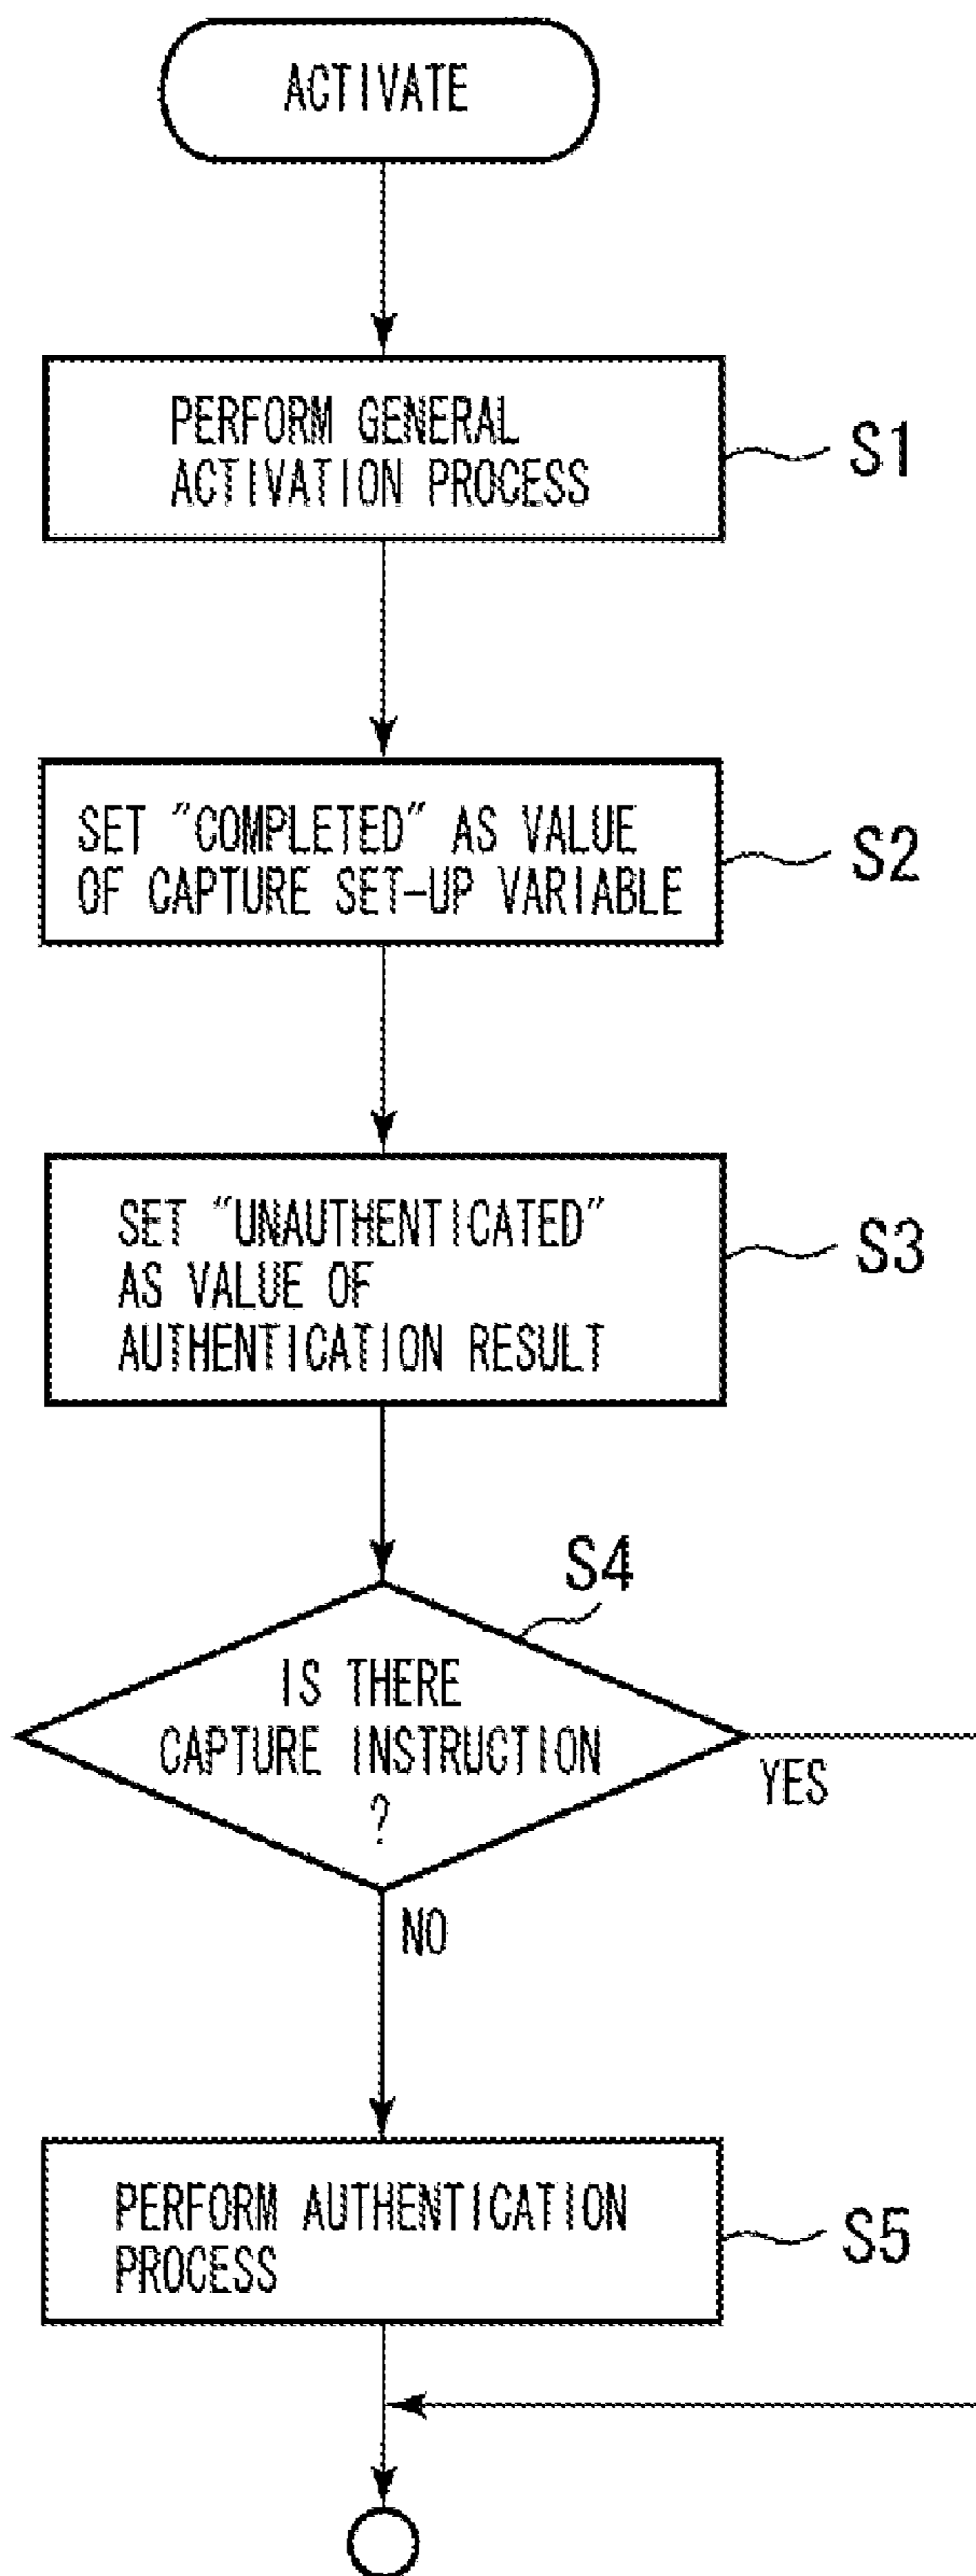 ACTIVATE
PERFORM GENERAL
ACTIVATION PROCESS
S1
SET "COMPLETED" AS VALUE
OF CAPTURE SET-UP VARIABLE
S2
SET "UNAUTHENTICATED"
AS VALUE OF
AUTHENTICATION RESULT
S3
S4
IS THERE
CAPTURE INSTRUCTION
?
YES
NO
PERFORM AUTHENTICATION
PROCESS
S5